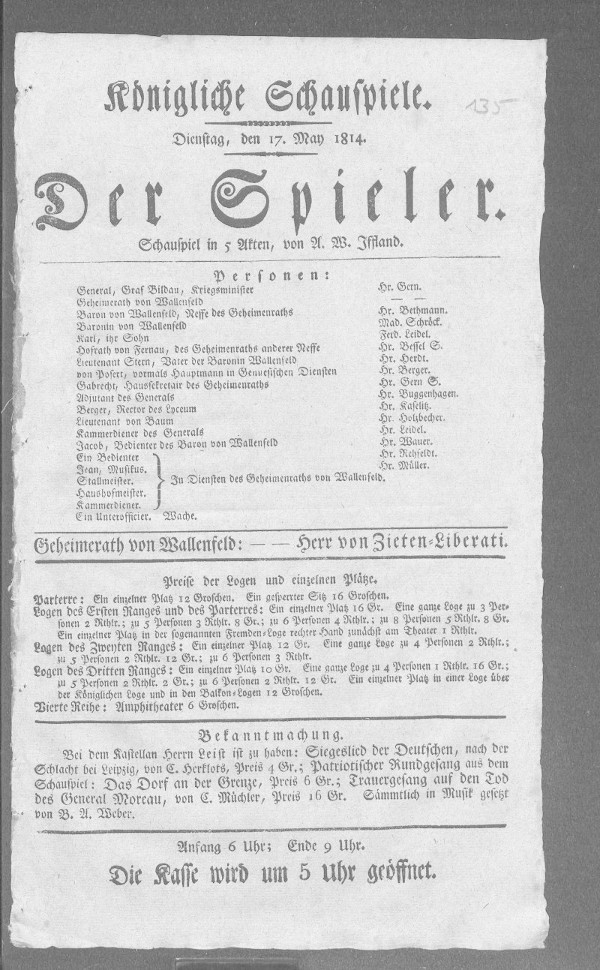 135
Königliche Schauspiele.
Dienstag, den 17. May 1814.
Der Spieler.
Schauspiel in 5 Akten, von A. W. Iffland.
Personen:
General, Graf Bildau, Kriegsminister Hr. Gern.
Geheimerath von Wallenfeld — —
Baron von Wallenfeld, Neffe des Geheimenraths Hr. Bethmann.
Baronin von Wallenfeld Mad. Schröck.
Karl, ihr Sohn Ferd. Leidel.
Hofrath von Fernau, des Geheimenraths anderer Neffe Hr. Bessel S.
Lieutenant Stern, Vater der Baronin Wallenfeld Hr. Herdt.
von Posert, vormals Hauptmann in Genuesischen Diensten Hr. Berger.
Gabrecht, Haussekretair des Geheimenraths Hr. Gern S.
Adjutant des Generals Hr. Buggenhagen.
Berger, Rector des Lyceum Hr. Kaselitz.
Lieutenant von Baum Hr. Holzbecher.
Kammerdiener des Generals Hr. Leidel.
Jacob, Bedienter des Baron von Wallenfeld Hr. Wauer.
Ein Bedienter Hr. Rehfeldt.
Jean, Musikus. Hr. Müller.
Stallmeister. In Diensten des Geheimenraths von Wallenfeld.
Haushofmeister.
Kammerdiener.
Ein Unterofficier. Wache.
Geheimerath von Wallenfeld: — — Herr von Zieten-Liberati.
Preise der Logen und einzelnen Plätze.
Parterre: Ein einzelner Platz 12 Groschen. Ein gesperrter Sitz 16 Groschen.
Logen des Ersten Ranges und des Parterres: Ein einzelner Platz 16 Gr. Eine ganze Loge zu 3 Per-
sonen 2 Rthlr.; zu 5 Personen 3 Rthlr. 8 Gr.; zu 6 Personen 4 Rthlr.; zu 8 Personen 5 Rthlr. 8 Gr.
Ein einzelner Platz in der sogenannten Fremden-Loge rechter Hand zunächst am Theater 1 Rthlr.
Logen des Zweyten Ranges: Ein einzelner Platz 12 Gr. Eine ganze Loge zu 4 Personen 2 Rthlr.;
zu 5 Personen 2 Rthlr. 12 Gr.; zu 6 Personen 3 Rthlr.
Logen des Dritten Ranges: Ein einzelner Platz 10 Gr. Eine ganze Loge zu 4 Personen 1 Rthlr. 16 Gr.;
zu 5 Personen 2 Rthlr. 2 Gr.; zu 6 Personen 2 Rthlr. 12 Gr. Ein einzelner Platz in einer Loge über
der Königlichen Loge und in den Balkon-Logen 12 Groschen.
Vierte Reihe: Amphitheater 6 Groschen.
Bekanntmachung.
Bei dem Kastellan Herrn Leist ist zu haben: Siegeslied der Deutschen, nach der
Schlacht bei Leipzig, von C. Herklots, Preis 4 Gr.; Patriotischer Rundgesang aus dem
Schauspiel: Das Dorf an der Grenze, Preis 6 Gr.; Trauergesang auf den Tod
des General Moreau, von C. Müchler, Preis 16 Gr. Sämmtlich in Musik gesetzt
von B. A. Weber.
Anfang 6 Uhr; Ende 9 Uhr.
Die Kasse wird um 5 Uhr geöffnet.